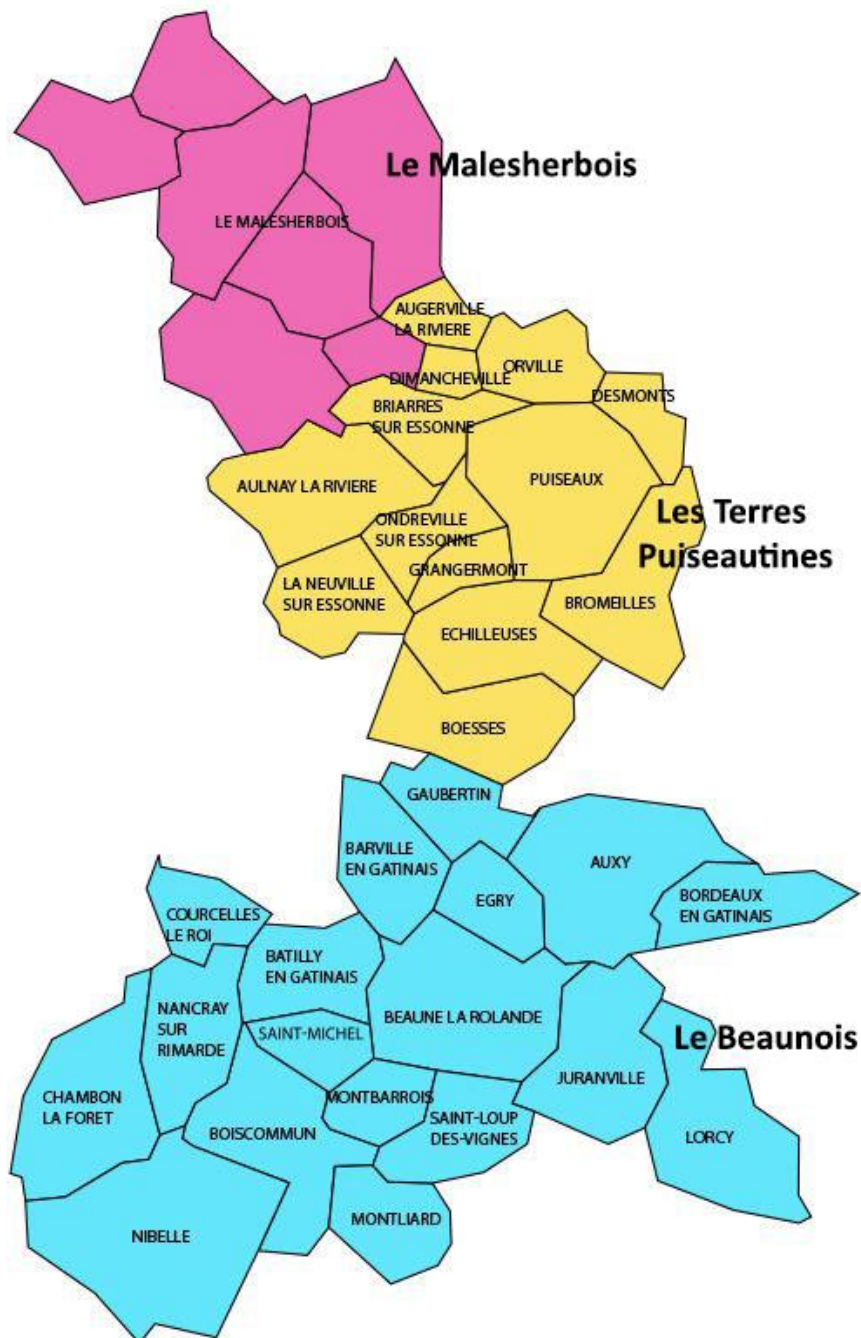 Le Malesherbois
LE MALESHERBOIS
AUGERVILLE
LA RIVIERE
ORVILLE
DIMANCHEVILLE
DESMONTS
BRIARRES
SUR ESSONNE
PUISEAUX
AULNAY LA RIVIERE
Les Terres
Puiseautines
ONDREVILLE
SUR ESSONNE
GRANGERMONT
LA NEUVILLE
SUR ESSONNE
BROMEILLES
ECHILLEUSES
BOESSES
GAUBERTIN
BARVILLE
EN GATINAIS
AUXY
EGRY
BORDEAUX
EN GATINAIS
COURCELLES
LE ROI
BATILLY
EN GATINAIS
NANCRAY
SUR
RIMARDE
BEAUNE LA ROLANDE
SAINT-MICHEL
Le Beaunois
JURANVILLE
CHAMBON
LA FORET
MONTBARROIS
SAINT-LOUP
DES-VIGNES
BOISCOMMUN
LORCY
MONTLIARD
NIBELLE